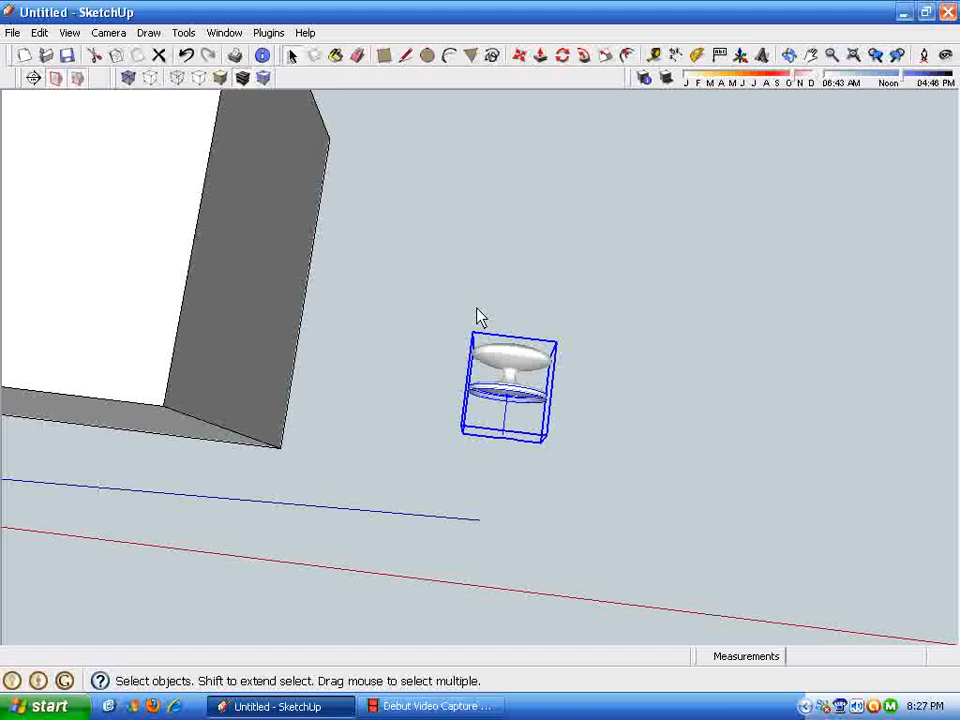 Untitled - SketchUp
File Edit View Camera Draw Tools Window Plugins Help
J F M A M J J A S O N D 06:43 AM Noon 04:46 PM
Measurements
Select objects. Shift to extend select. Drag mouse to select multiple.
start Untitled - SketchUp Debut Video Capture ... 8:27 PM